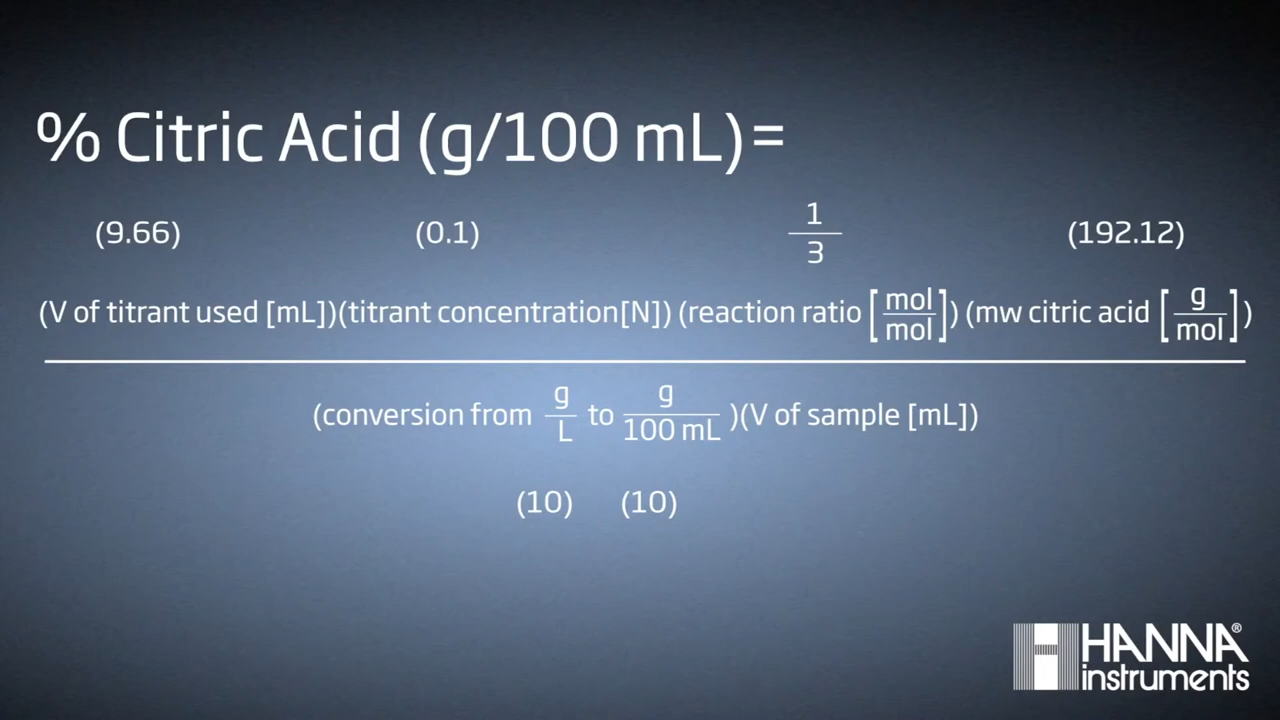 % Citric Acid (g/100 mL)=
(9.66) (0.1) 1/3 (192.12)
(V of titrant used [mL])(titrant concentration[N]) (reaction ratio [mol/mol]) (mw citric acid [g/mol])
(conversion from g/L to g/100 mL)(V of sample [mL])
(10) (10)
HANNA®
instruments